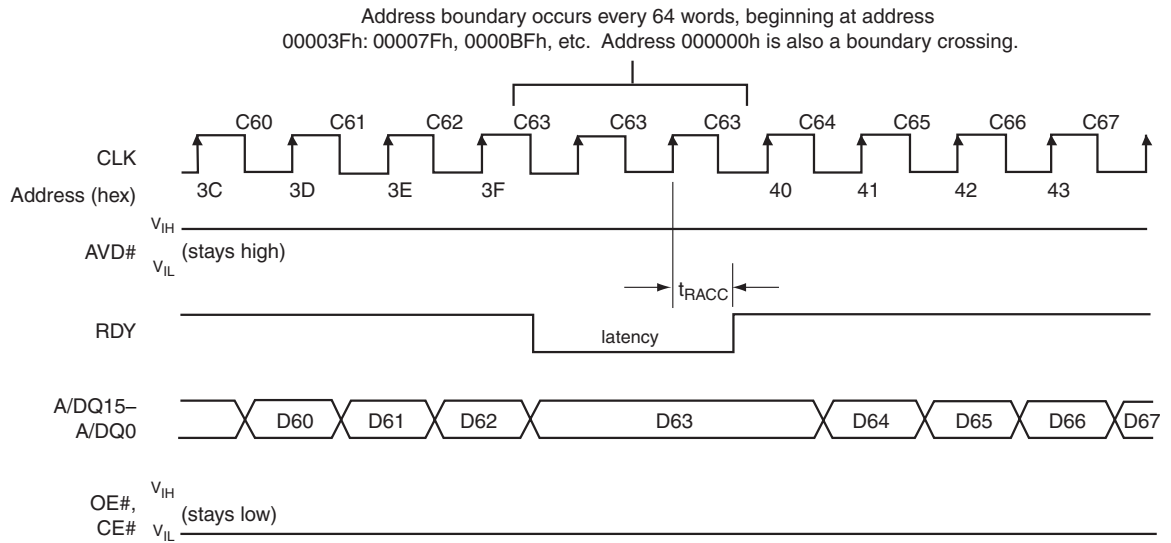 Address boundary occurs every 64 words, beginning at address
00003Fh: 00007Fh, 0000BFh, etc. Address 000000h is also a boundary crossing.
C60 C61 C62 C63 C63 C63 C64 C65 C66 C67
CLK
Address (hex) 3C 3D 3E 3F 40 41 42 43
VIH
AVD# (stays high)
VIL
tRACC
RDY latency
A/DQ15–
A/DQ0
D60 D61 D62 D63 D64 D65 D66 D67
VIH
OE#,
(stays low)
CE# VIL